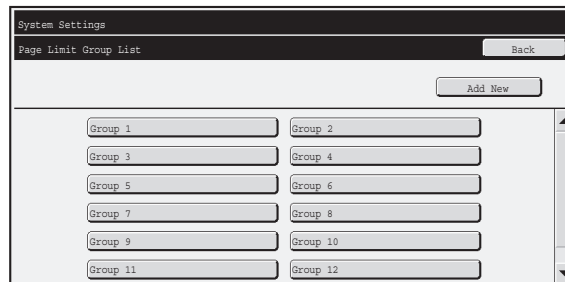 System Settings
Page Limit Group List
Back
Add New
Group 1
Group 2
Group 3
Group 4
Group 5
Group 6
Group 7
Group 8
Group 9
Group 10
Group 11
Group 12